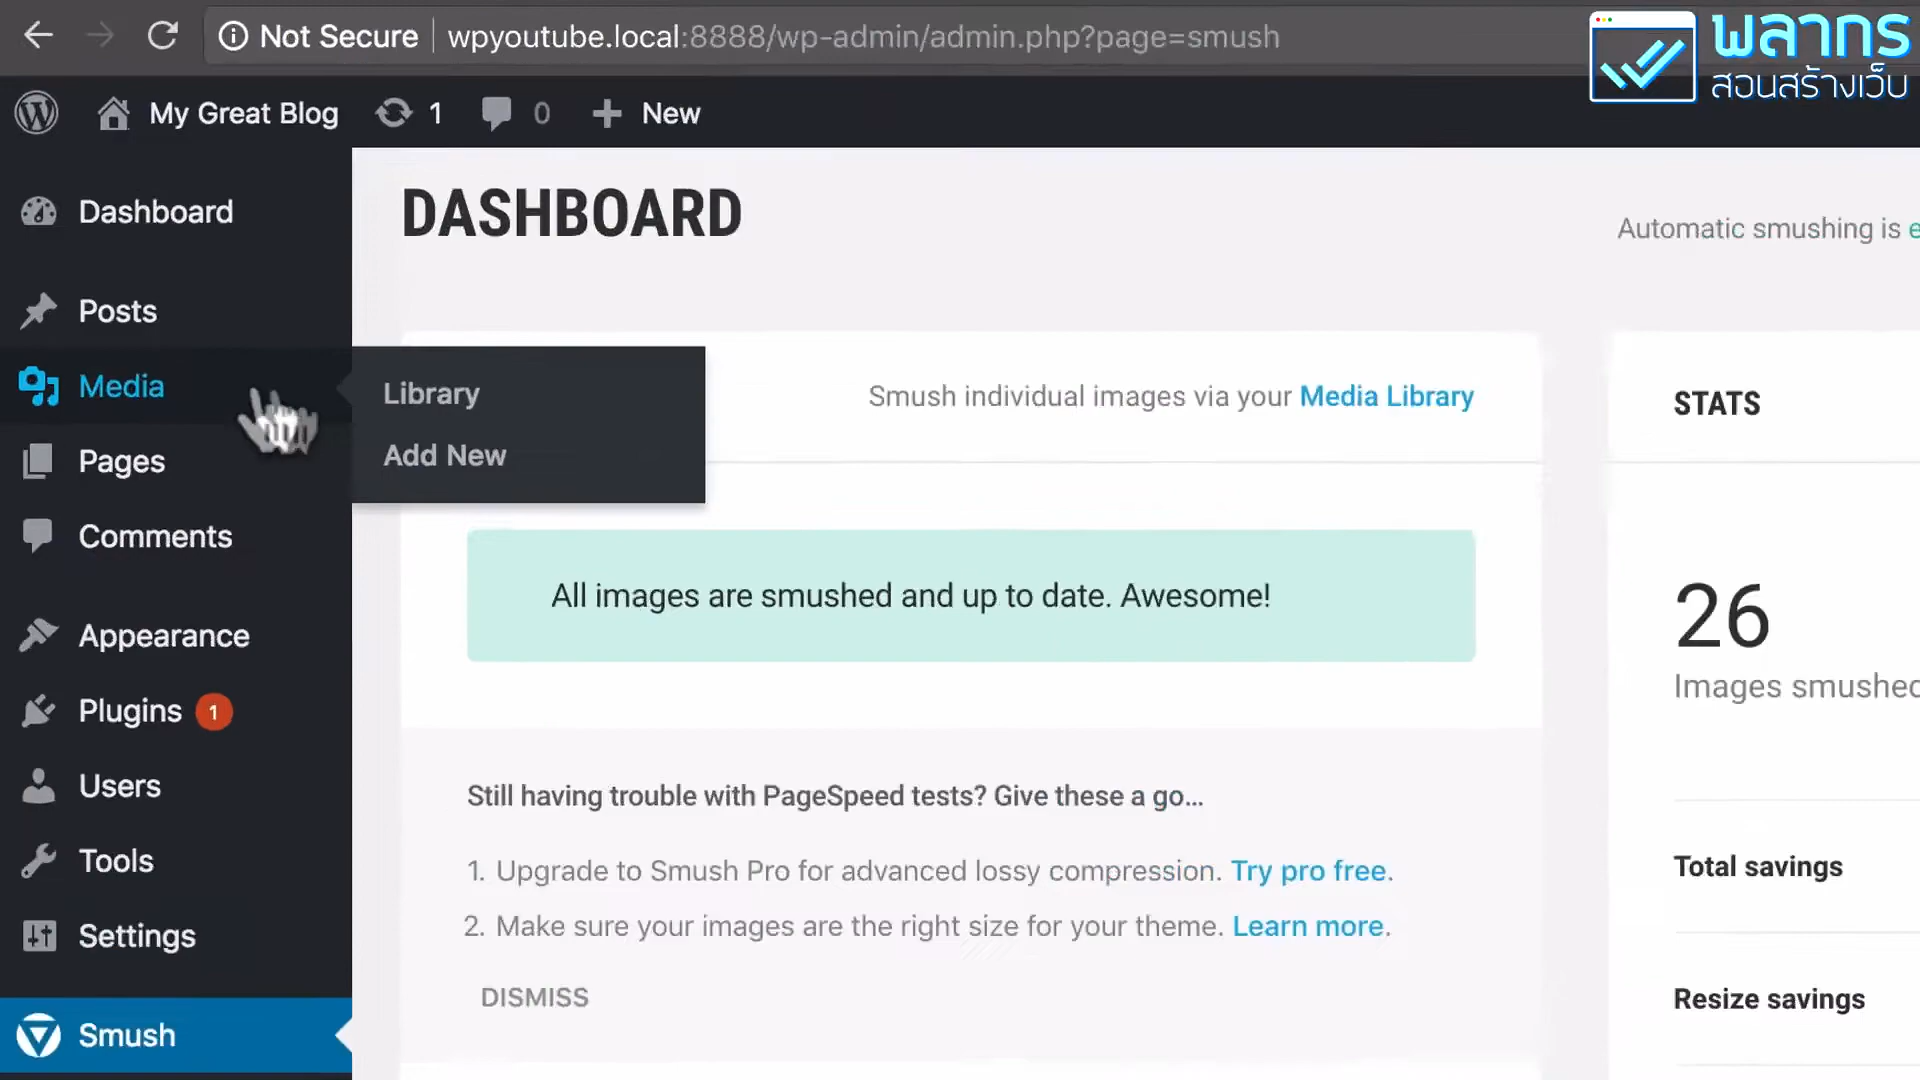 Not Secure wpyoutube.local:8888/wp-admin/admin.php?page=smush
พลากร
สอนสร้างเว็บ
My Great Blog 1 0 New
Dashboard
Posts
Media
Pages
Comments
Appearance
Plugins 1
Users
Tools
Settings
Smush
Library
Add New
DASHBOARD
Automatic smushing is
Smush individual images via your Media Library
All images are smushed and up to date. Awesome!
Still having trouble with PageSpeed tests? Give these a go...
1. Upgrade to Smush Pro for advanced lossy compression. Try pro free.
2. Make sure your images are the right size for your theme. Learn more.
DISMISS
STATS
26
Images smushed
Total savings
Resize savings